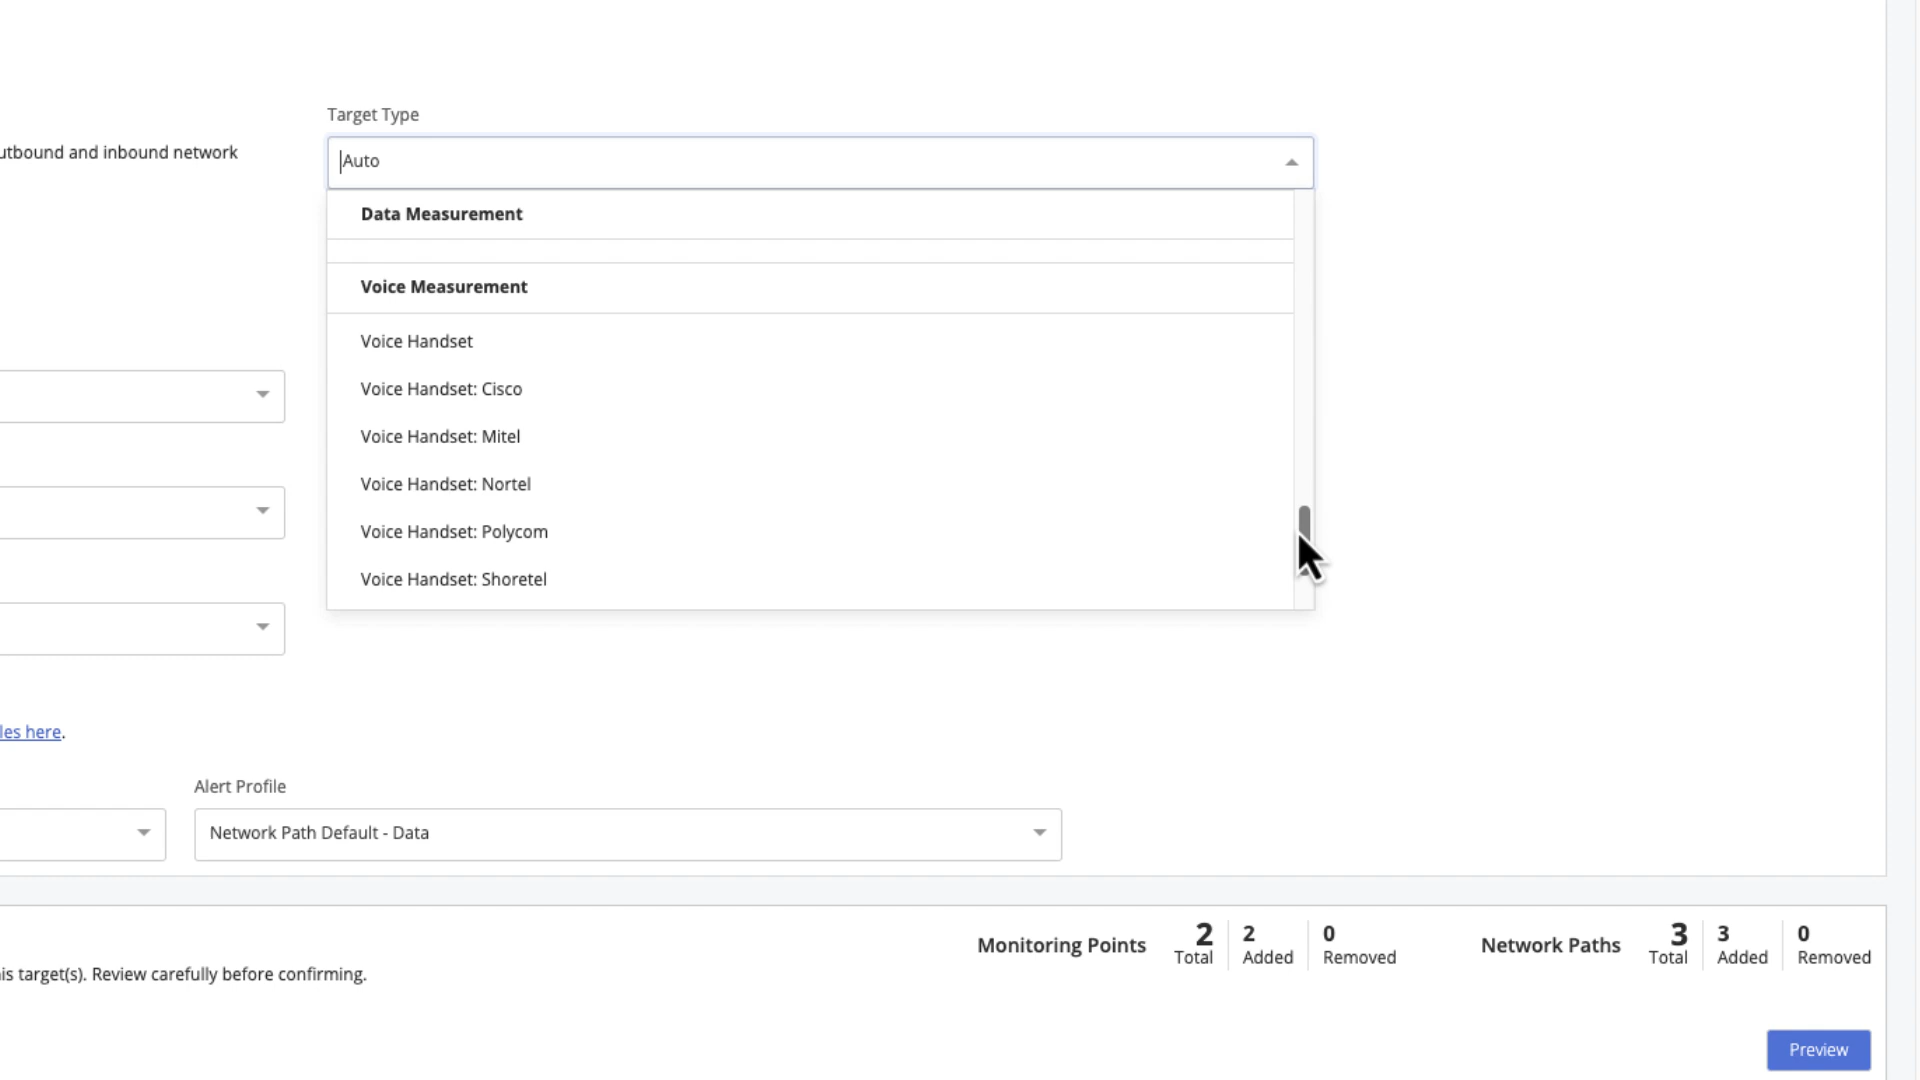 Target Type
utbound and inbound network
Auto
Data Measurement
Voice Measurement
Voice Handset
Voice Handset: Cisco
Voice Handset: Mitel
Voice Handset: Nortel
Voice Handset: Polycom
Voice Handset: Shoretel
les here.
Alert Profile
Network Path Default - Data
Monitoring Points 2 Total 2 Added 0 Removed Network Paths 3 Total 3 Added 0 Removed
is target(s). Review carefully before confirming.
Preview